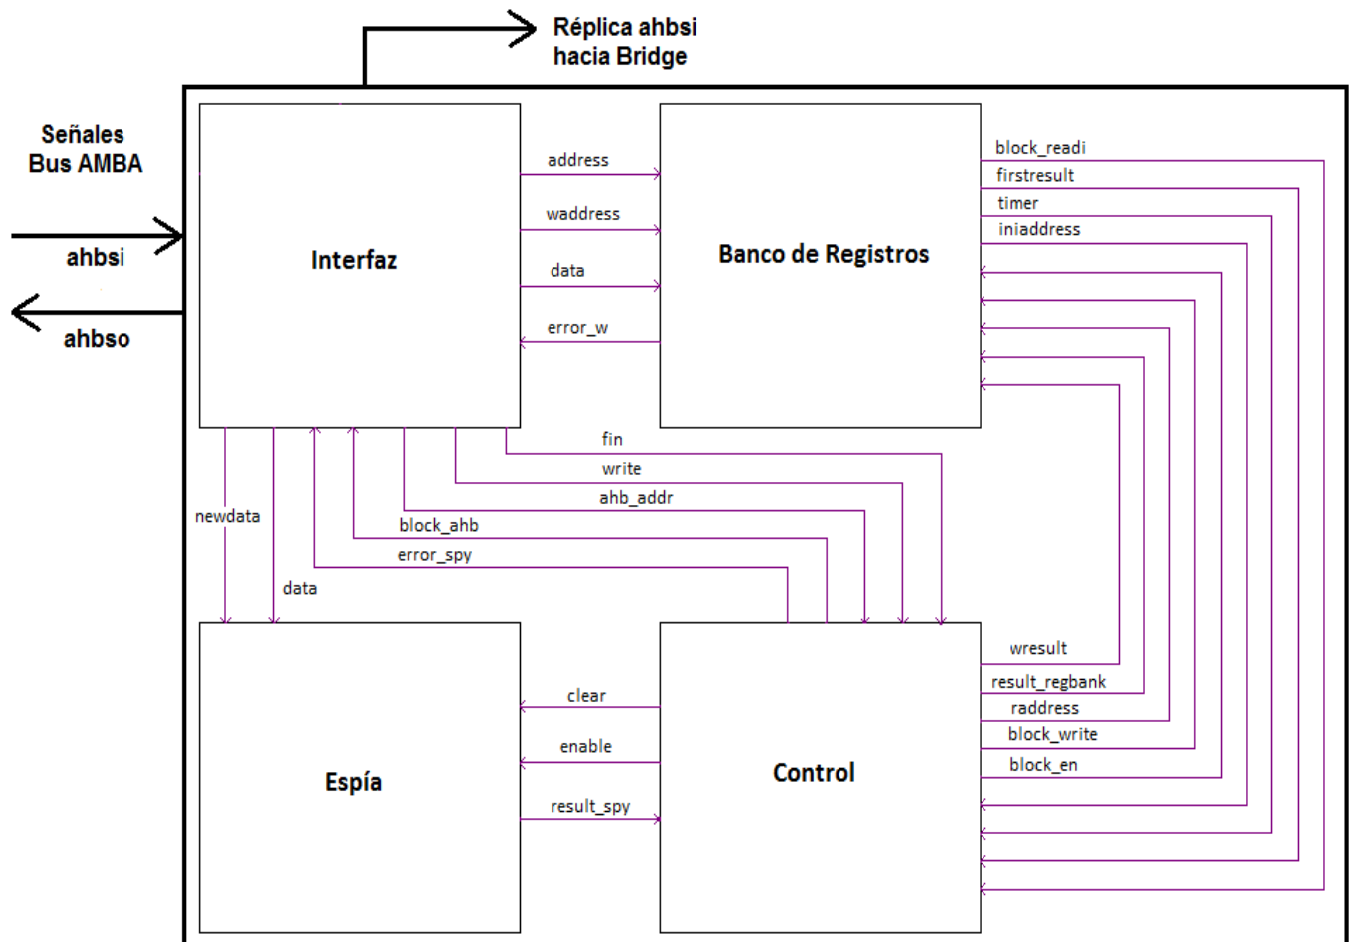 Réplica ahbsi
hacia Bridge
Señales
Bus AMBA
ahbsi
ahbso
Interfaz
address
waddress
data
error_w
Banco de Registros
block_readi
firstresult
timer
iniaddress
fin
write
ahb_addr
block_ahb
error_spy
newdata
data
Espía
clear
enable
result_spy
Control
wresult
result_regbank
raddress
block_write
block_en